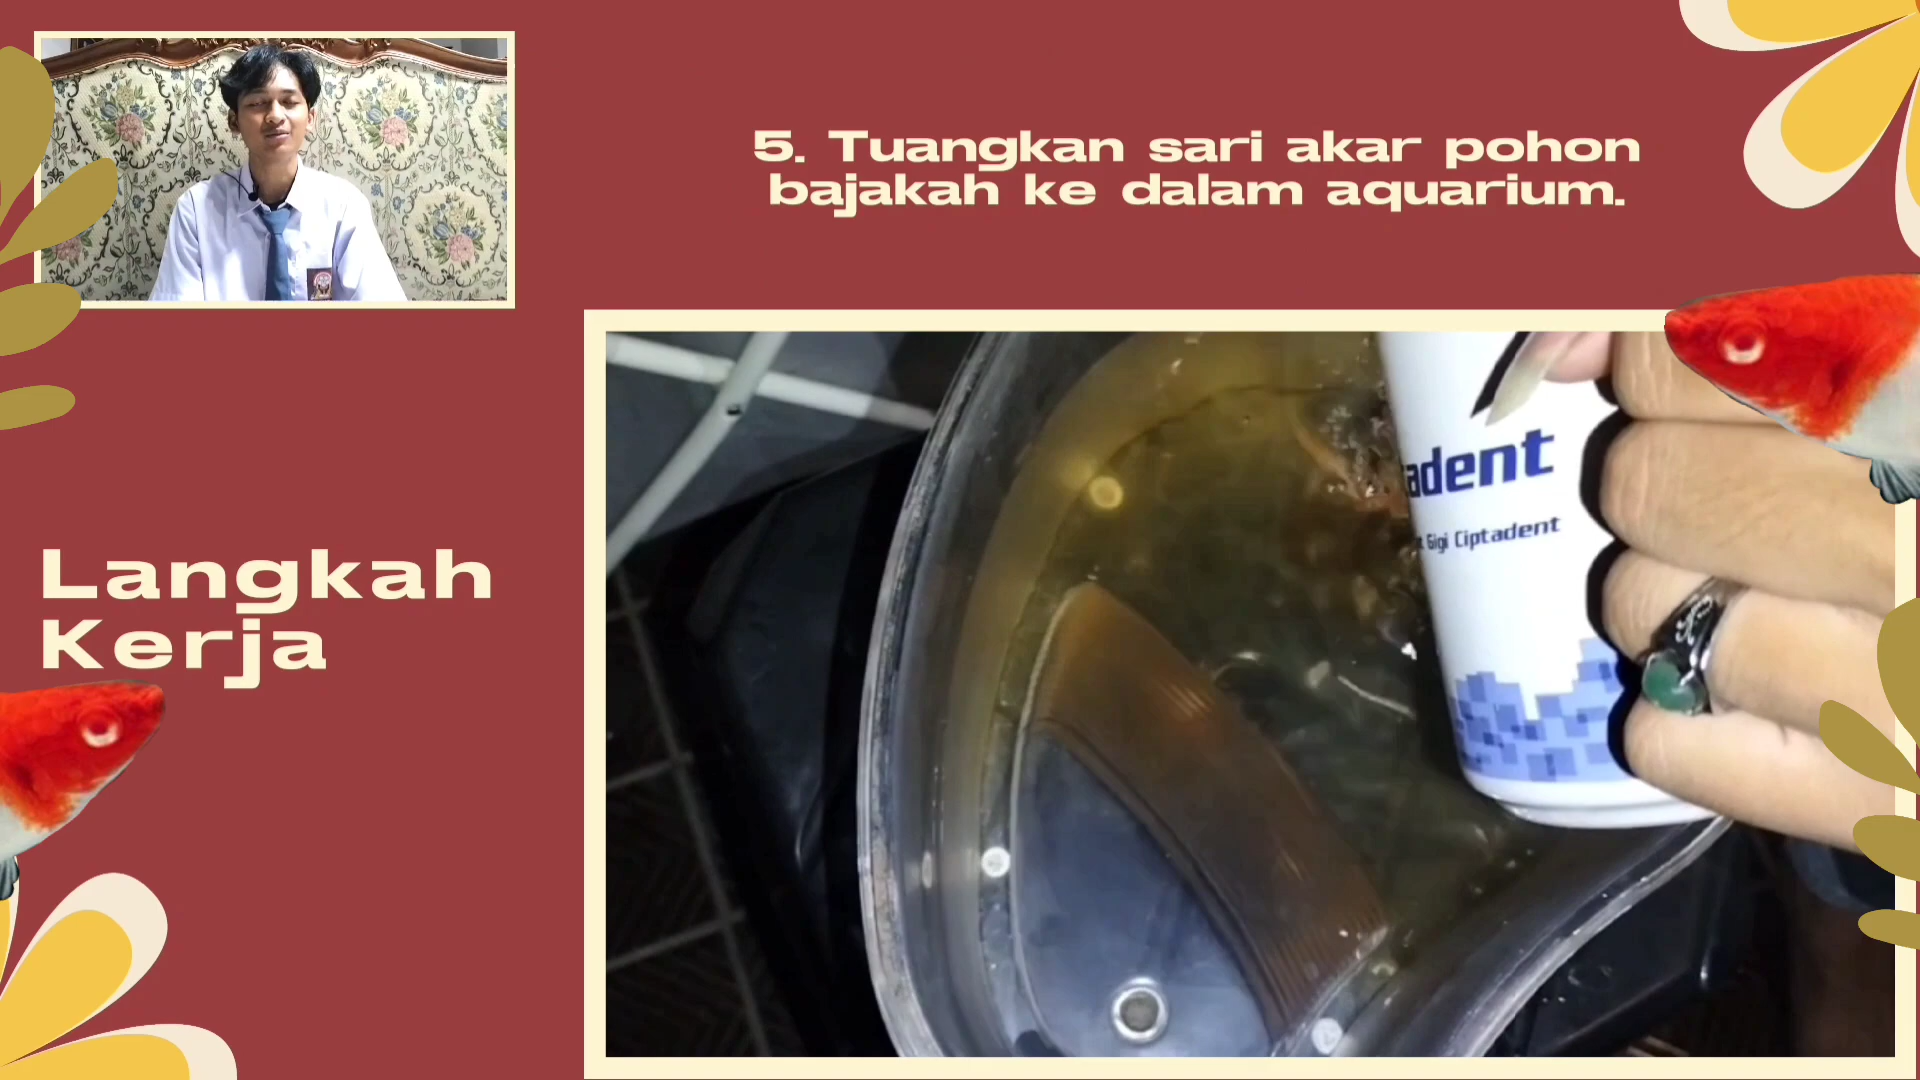 5. Tuangkan sari akar pohon
bajakah ke dalam aquarium.
adent
Gigi Ciptadent
Langkah
Kerja